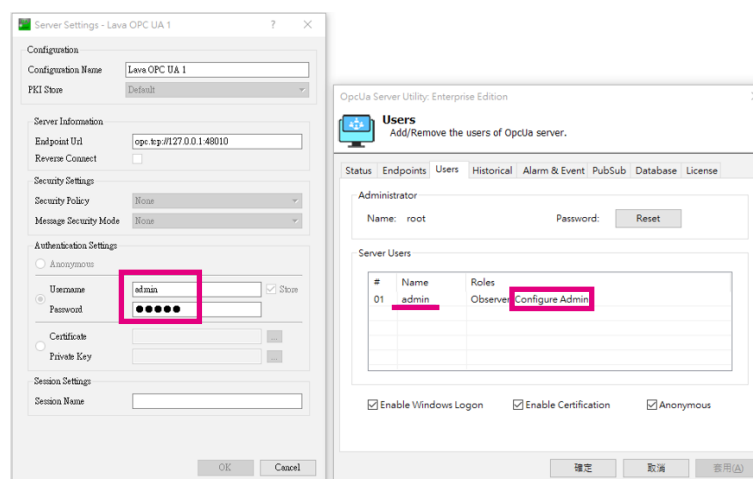 Server Settings - Lava OPC UA 1
Configuration
Configuration Name Lava OPC UA 1
PKI Store Default
Server Information
Endpoint Url opc.tcp://127.0.0.1:48010
Reverse Connect
Security Settings
Security Policy None
Message Security Mode None
Authentication Settings
Anonymous
Username admin Store
Password ●●●●●
Certificate ...
Private Key ...
Session Settings
Session Name
OK Cancel
OpcUa Server Utility: Enterprise Edition
Users
Add/Remove the users of OpcUa server.
Status Endpoints Users Historical Alarm & Event PubSub Database License
Administrator
Name: root Password: Reset
Server Users
# Name Roles
01 admin Observer Configure Admin
Enable Windows Logon Enable Certification Anonymous
確定 取消 套用(A)